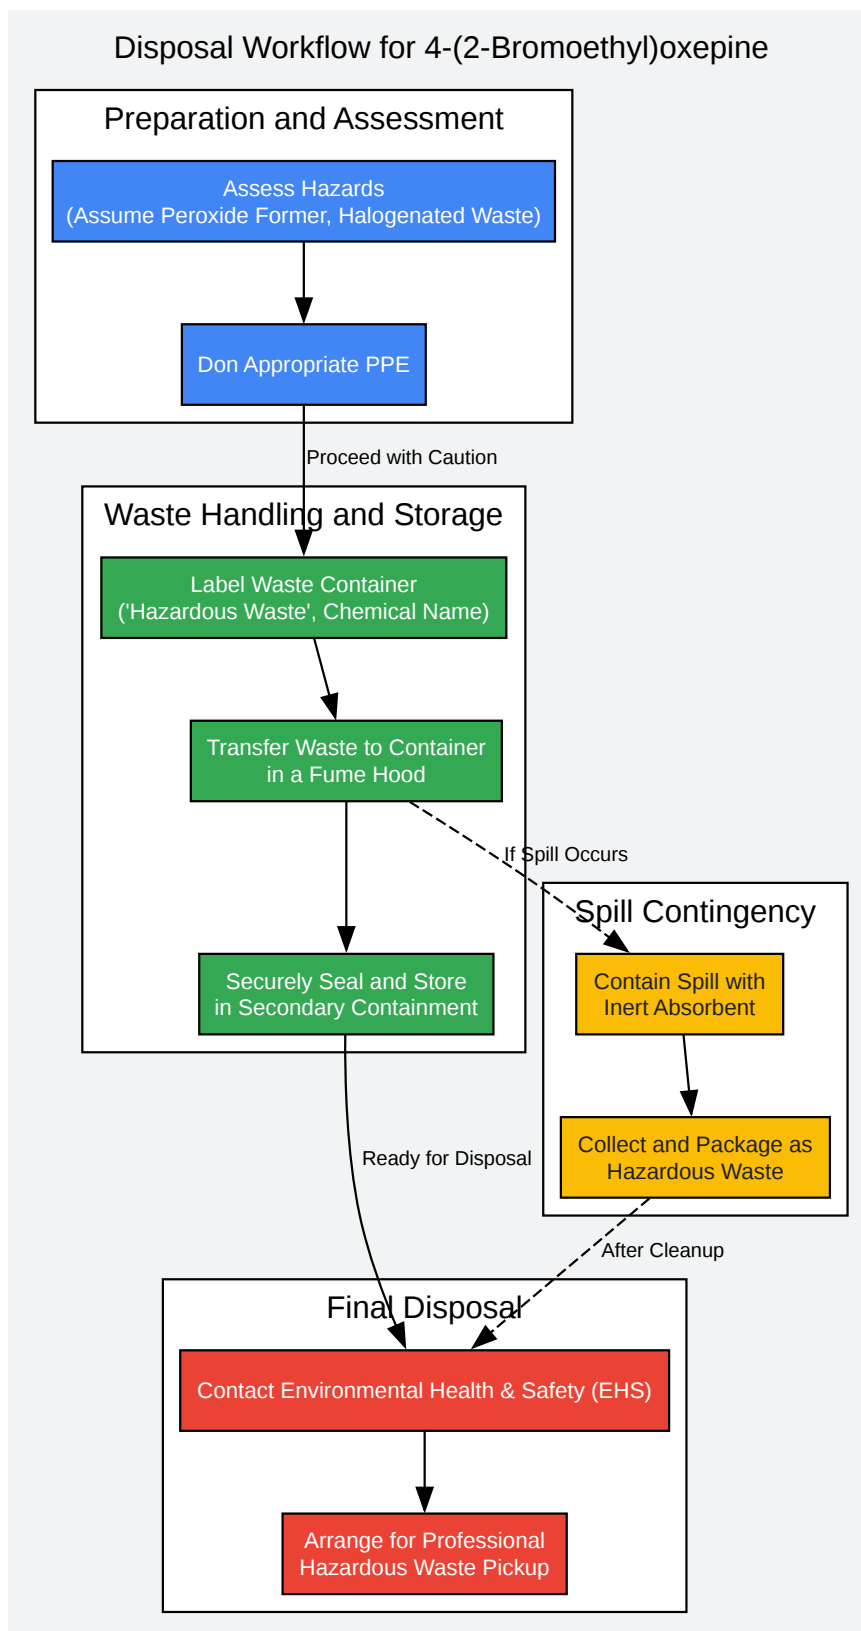 Disposal Workflow for 4-(2-Bromoethyl)oxepine
Preparation and Assessment
Assess Hazards
(Assume Peroxide Former, Halogenated Waste)
Don Appropriate PPE
Proceed with Caution
Waste Handling and Storage
Label Waste Container
('Hazardous Waste', Chemical Name)
Transfer Waste to Container
in a Fume Hood
If Spill Occurs
Spill Contingency
Securely Seal and Store
in Secondary Containment
Contain Spill with
Inert Absorbent
Collect and Package as
Hazardous Waste
Ready for Disposal
After Cleanup
Final Disposal
Contact Environmental Health & Safety (EHS)
Arrange for Professional
Hazardous Waste Pickup